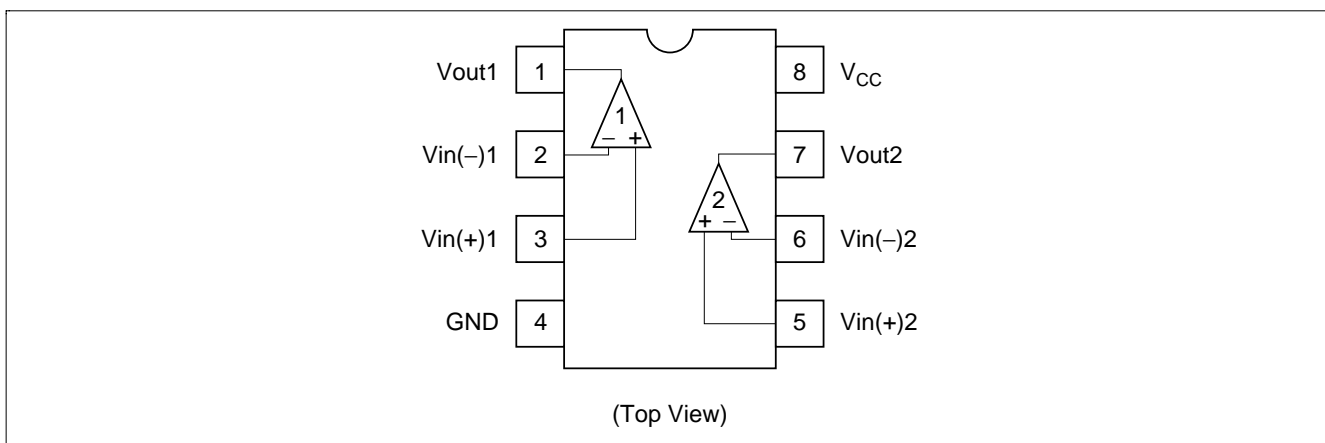 Vout1 1 8 V_CC
1
− +
Vin(−)1 2 7 Vout2
2
+ −
Vin(+)1 3 6 Vin(−)2
GND 4 5 Vin(+)2
(Top View)